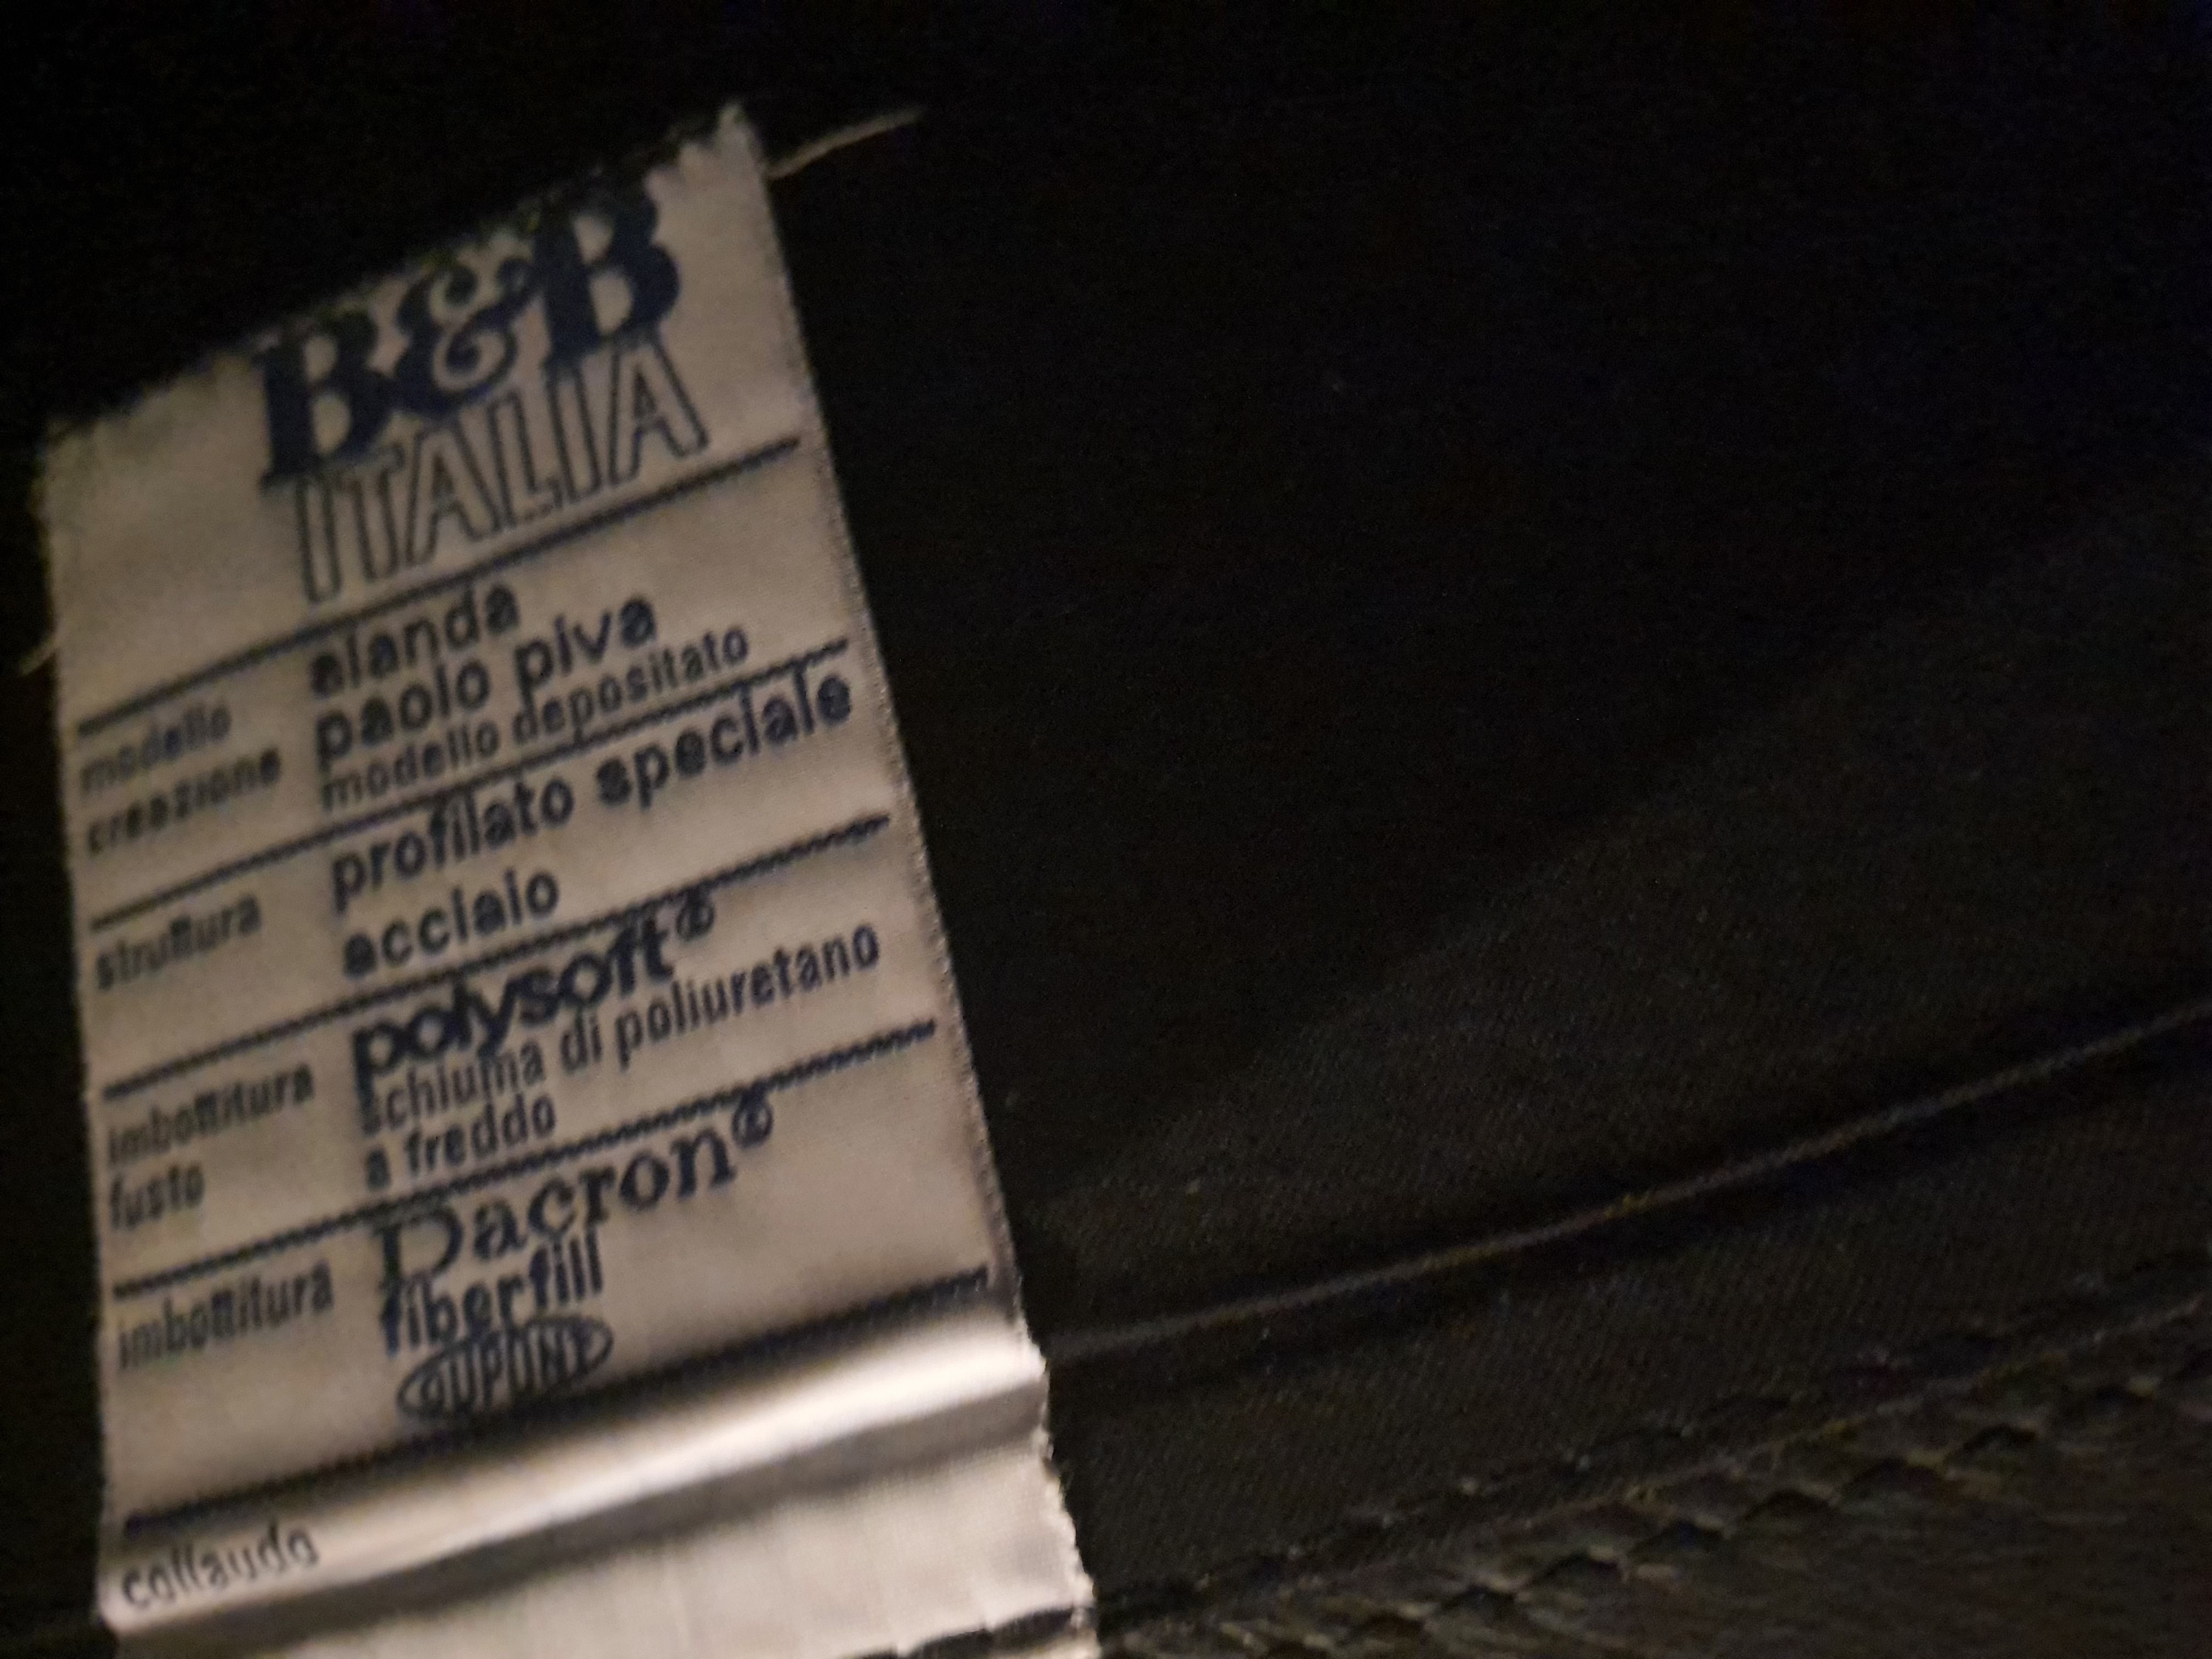 B&B
ITALIA
modello alanda
creazione paolo piva
modello depositato
struttura profilato speciale
acciaio
imbottitura polysoft®
fusto schiuma di poliuretano
a freddo
imbottitura Dacron®
fiberfill
DUPONT
collaudo